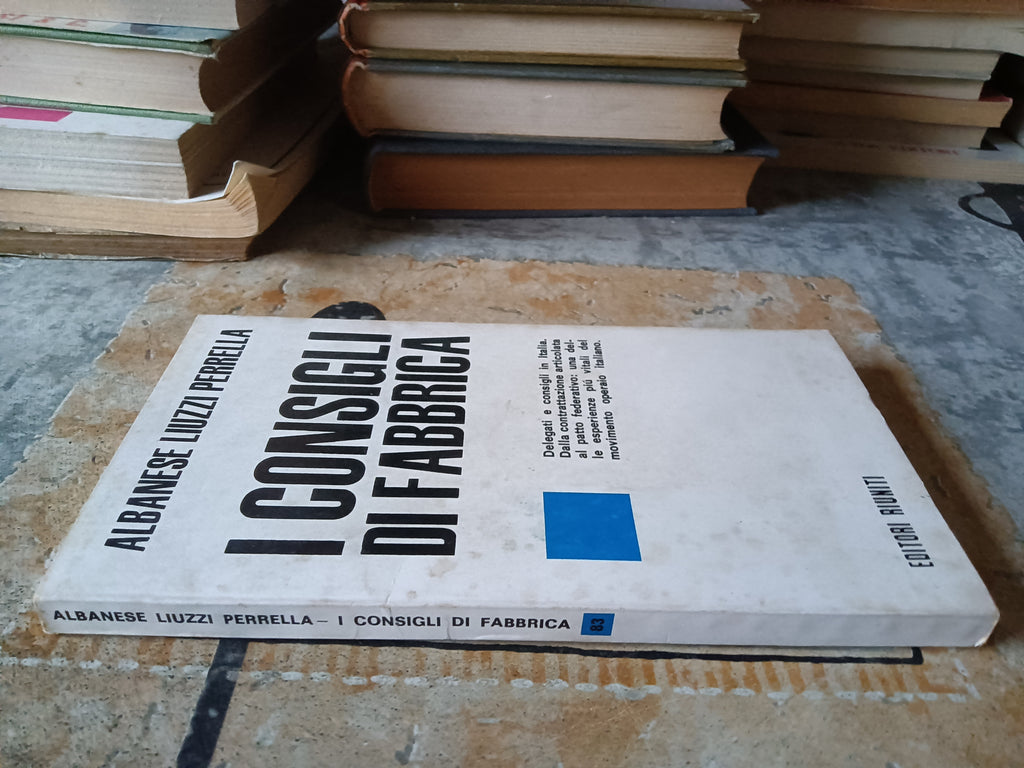 ALBANESE LIUZZI PERRELLA
I CONSIGLI
DI FABBRICA
Delegati e consigli in Italia.
Dalla contrattazione articolata
al patto federativo: una del-
le esperienze piú vitali del
movimento operaio italiano.
EDITORI RIUNITI
ALBANESE LIUZZI PERRELLA – I CONSIGLI DI FABBRICA 83